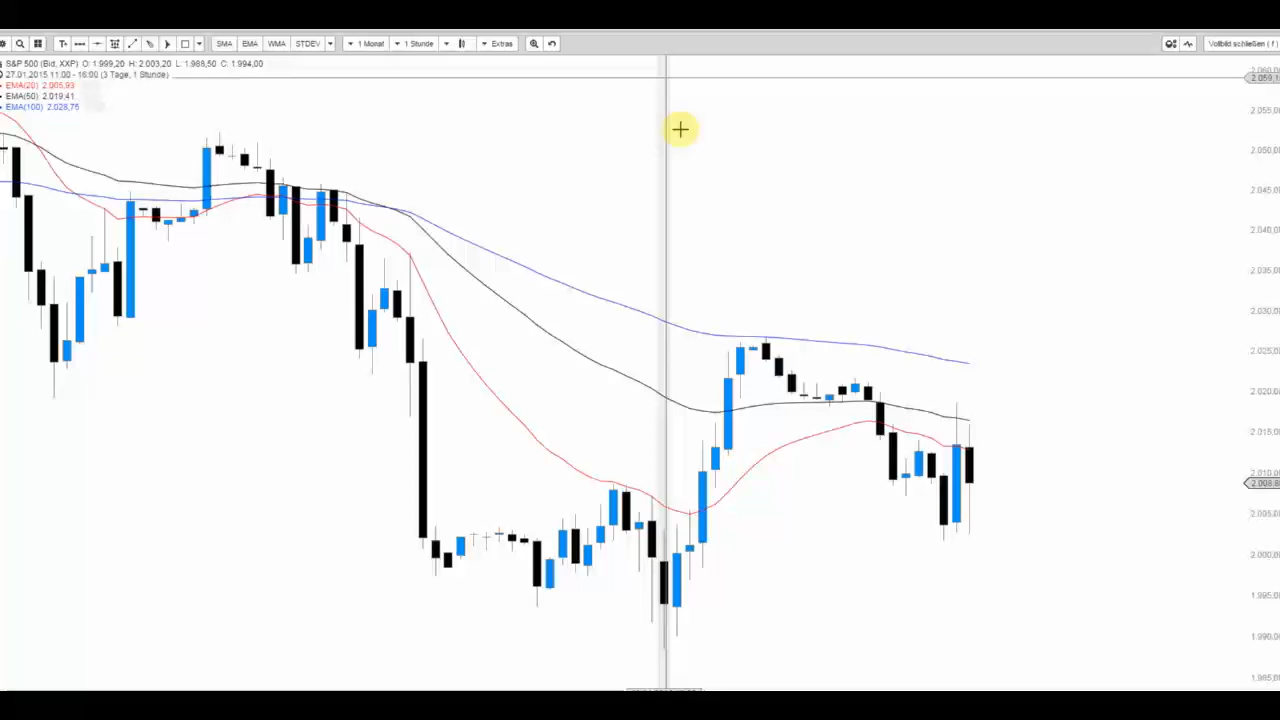 SMA EMA WMA STDEV 1 Monat 1 Stunde Extras Vollbild schließen ( f )
S&P 500 (Bid, XXP) O: 1.999,20 H: 2.003,20 L: 1.988,50 C: 1.994,00
27.01.2015 11:00 - 16:00 (3 Tage, 1 Stunde)
EMA(20) 2.005,93
EMA(50) 2.019,41
EMA(100) 2.028,75
2.060,00
2.055,00
2.050,00
2.045,00
2.040,00
2.035,00
2.030,00
2.025,00
2.020,00
2.015,00
2.010,00
2.005,00
2.000,00
1.995,00
1.990,00
1.985,00